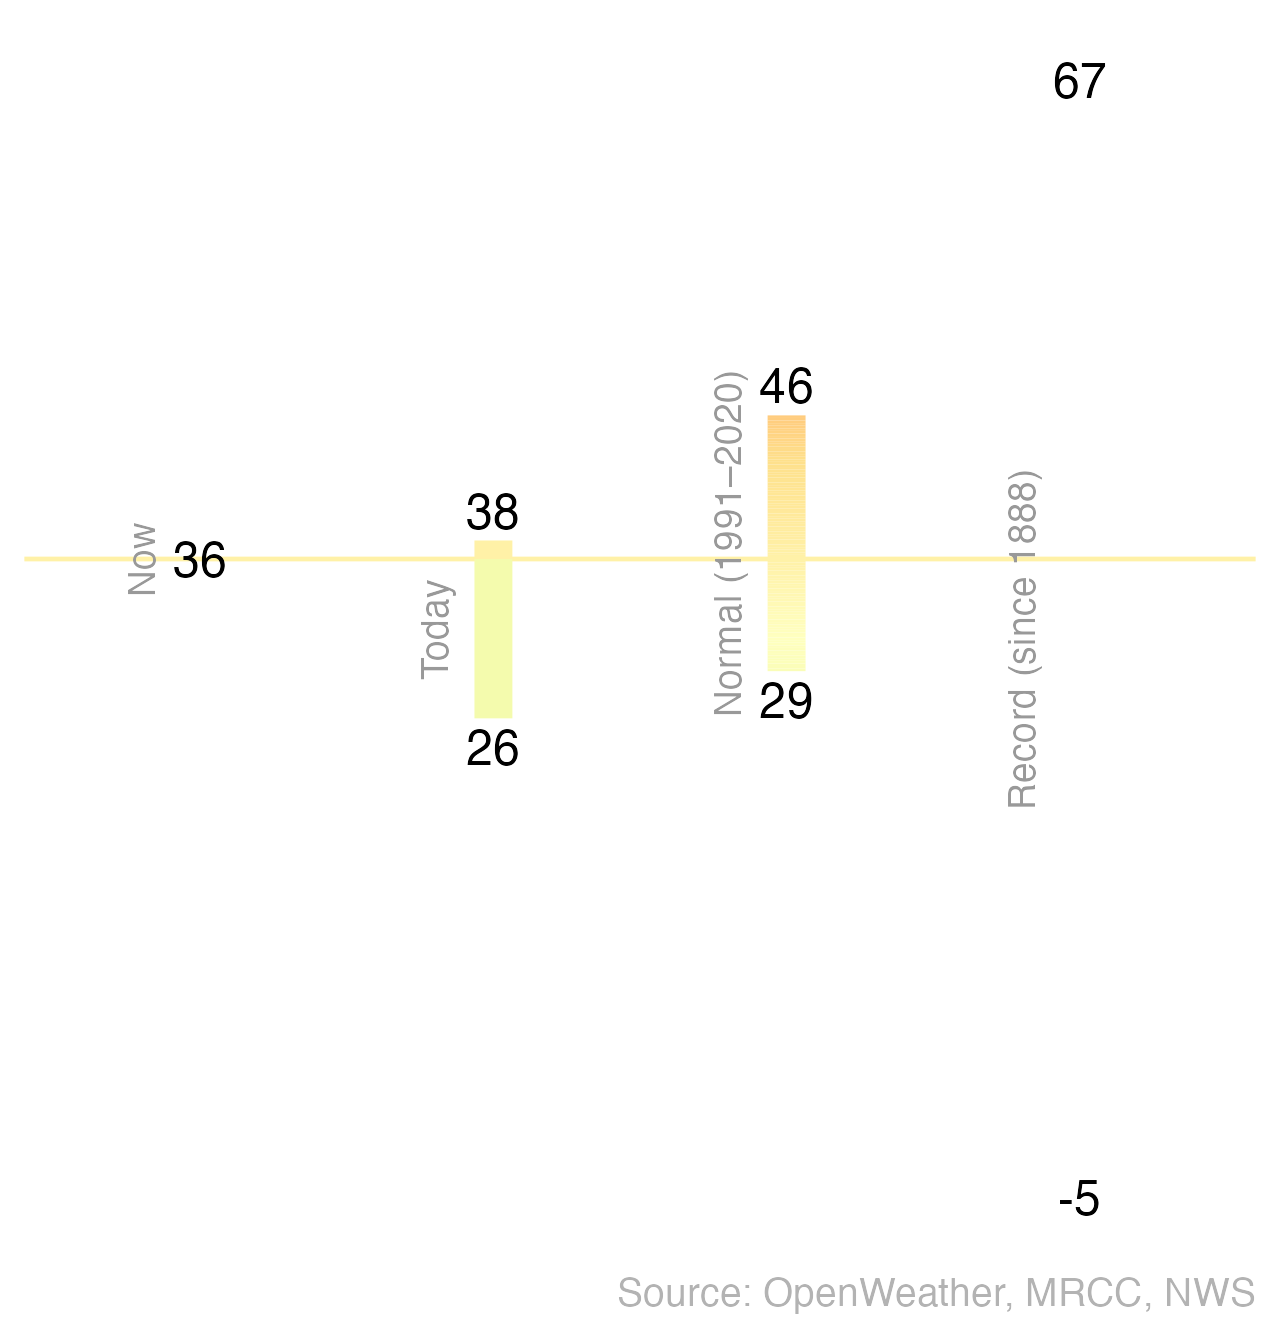 67
46
38
Now
36
Today
Normal (1991–2020)
29
26
Record (since 1888)
-5
Source: OpenWeather, MRCC, NWS